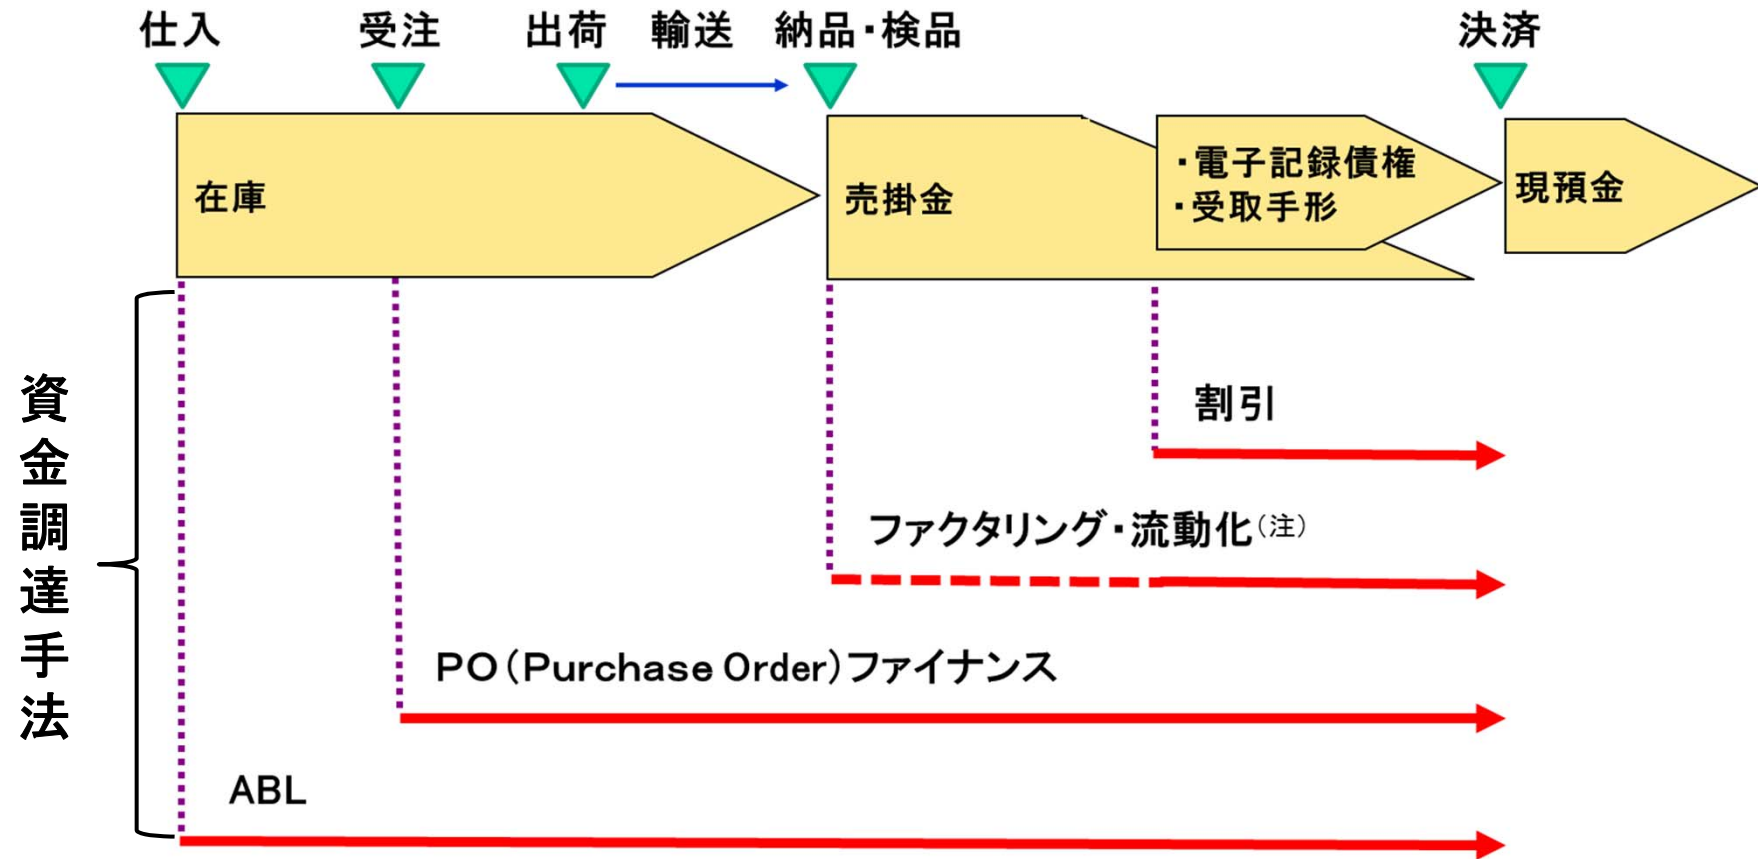 仕入
受注
出荷
輸送
納品・検品
決済
在庫
売掛金
・電子記録債権
・受取手形
現預金
資金調達手法
割引
ファクタリング・流動化(注)
PO(Purchase Order)ファイナンス
ABL